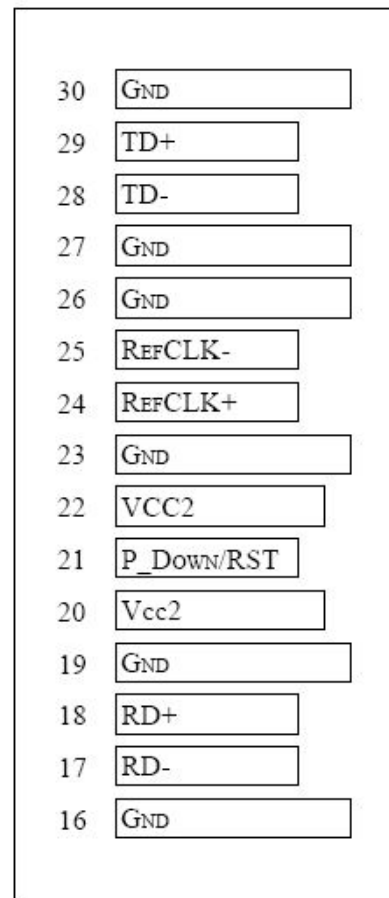 30 GND
29 TD+
28 TD-
27 GND
26 GND
25 REFCLK-
24 REFCLK+
23 GND
22 VCC2
21 P_DOWN/RST
20 Vcc2
19 GND
18 RD+
17 RD-
16 GND